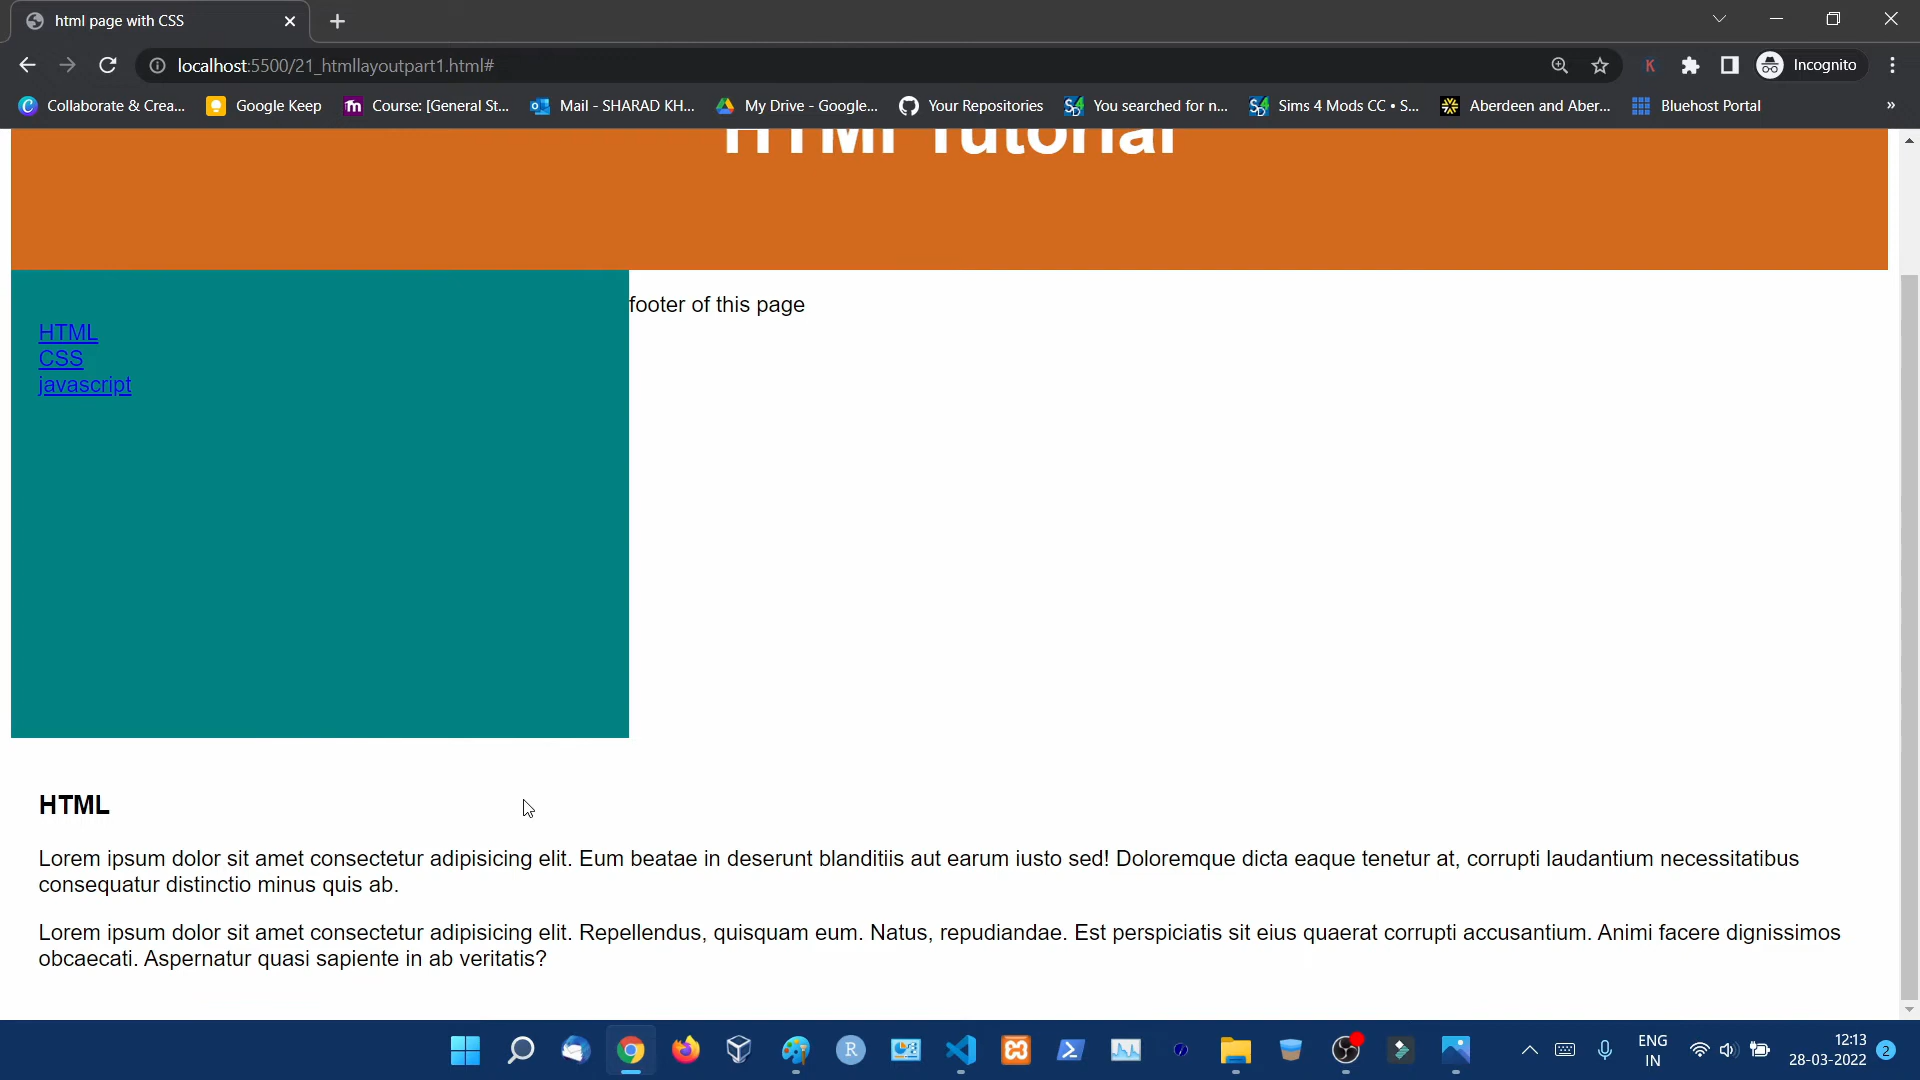 html page with CSS
localhost:5500/21_htmllayoutpart1.html#
K
Incognito
Collaborate & Crea...
Google Keep
Course: [General St...
Mail - SHARAD KH...
My Drive - Google...
Your Repositories
You searched for n...
Sims 4 Mods CC • S...
Aberdeen and Aber...
Bluehost Portal
»
HTMl Tutorial
HTML
CSS
javascript
footer of this page
HTML
Lorem ipsum dolor sit amet consectetur adipisicing elit. Eum beatae in deserunt blanditiis aut earum iusto sed! Doloremque dicta eaque tenetur at, corrupti laudantium necessitatibus
consequatur distinctio minus quis ab.
Lorem ipsum dolor sit amet consectetur adipisicing elit. Repellendus, quisquam eum. Natus, repudiandae. Est perspiciatis sit eius quaerat corrupti accusantium. Animi facere dignissimos
obcaecati. Aspernatur quasi sapiente in ab veritatis?
R
ENG
IN
12:13
28-03-2022
2